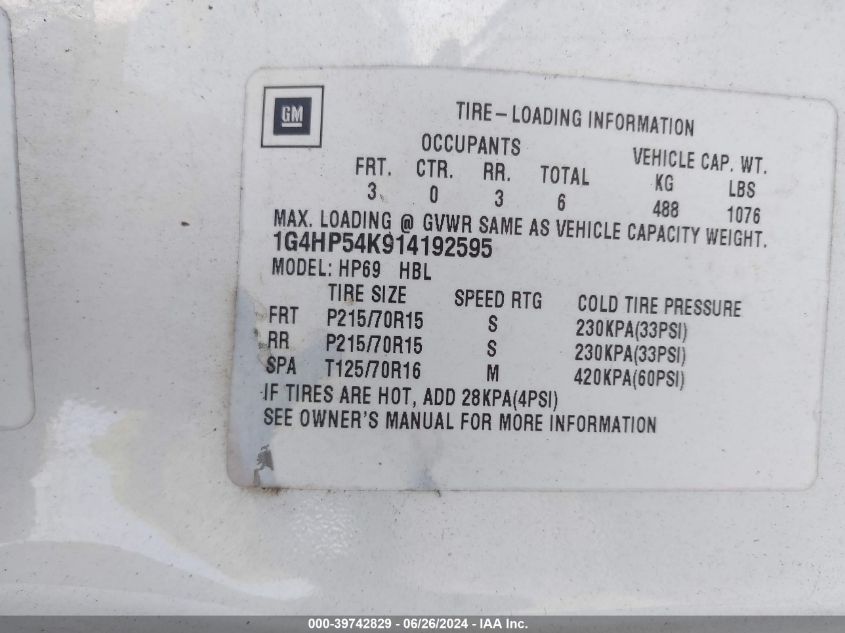 GM
TIRE-LOADING INFORMATION
OCCUPANTS VEHICLE CAP. WT.
FRT. CTR. RR. TOTAL KG LBS
3 0 3 6 488 1076
MAX. LOADING @ GVWR SAME AS VEHICLE CAPACITY WEIGHT.
1G4HP54K914192595
MODEL: HP69 HBL
TIRE SIZE SPEED RTG COLD TIRE PRESSURE
FRT P215/70R15 S 230KPA(33PSI)
RR P215/70R15 S 230KPA(33PSI)
SPA T125/70R16 M 420KPA(60PSI)
IF TIRES ARE HOT, ADD 28KPA(4PSI)
SEE OWNER'S MANUAL FOR MORE INFORMATION
000-39742829 - 06/26/2024 - IAA Inc.